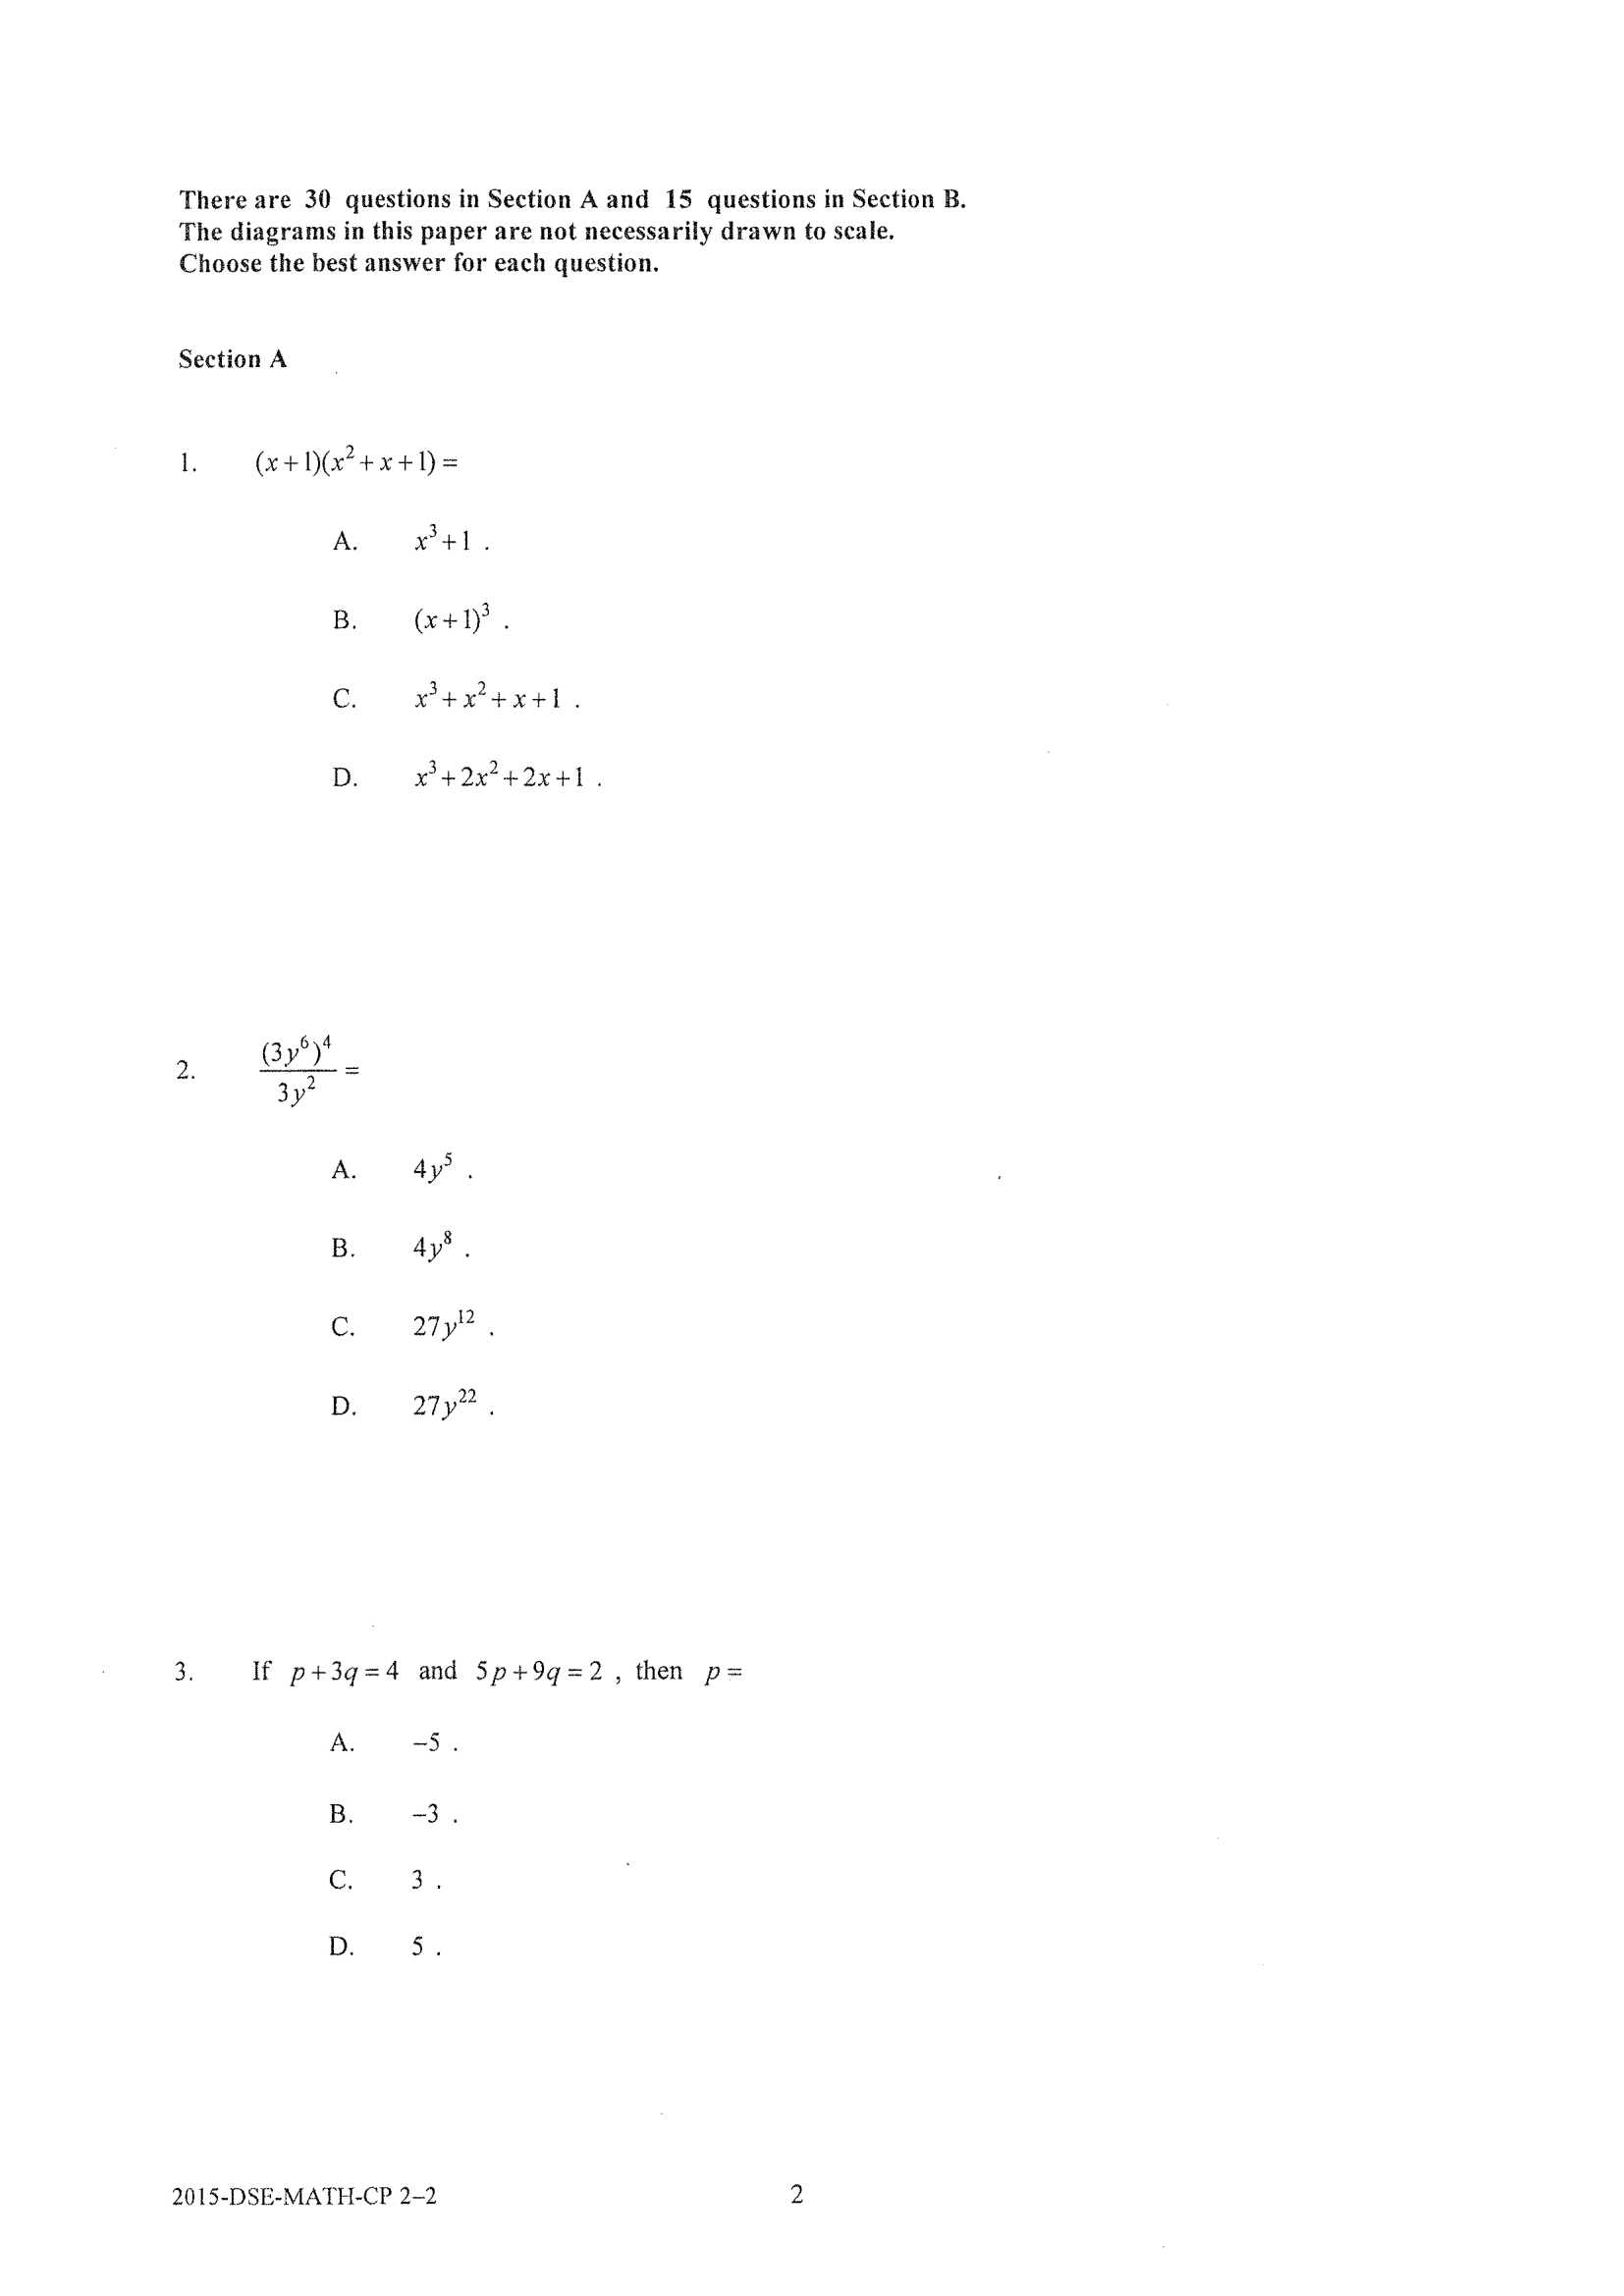 There are 30 questions in Section A and 15 questions in Section B.
The diagrams in this paper are not necessarily drawn to scale.
Choose the best answer for each question.
Section A
1. (x+1)(x²+x+1)=
A. x³+1 .
B. (x+1)³ .
C. x³+x²+x+1 .
D. x³+2x²+2x+1 .
2. (3y⁶)⁴/3y² =
A. 4y⁵ .
B. 4y⁸ .
C. 27y¹² .
D. 27y²² .
3. If p+3q=4 and 5p+9q=2 , then p=
A. −5 .
B. −3 .
C. 3 .
D. 5 .
2015-DSE-MATH-CP 2–2 2